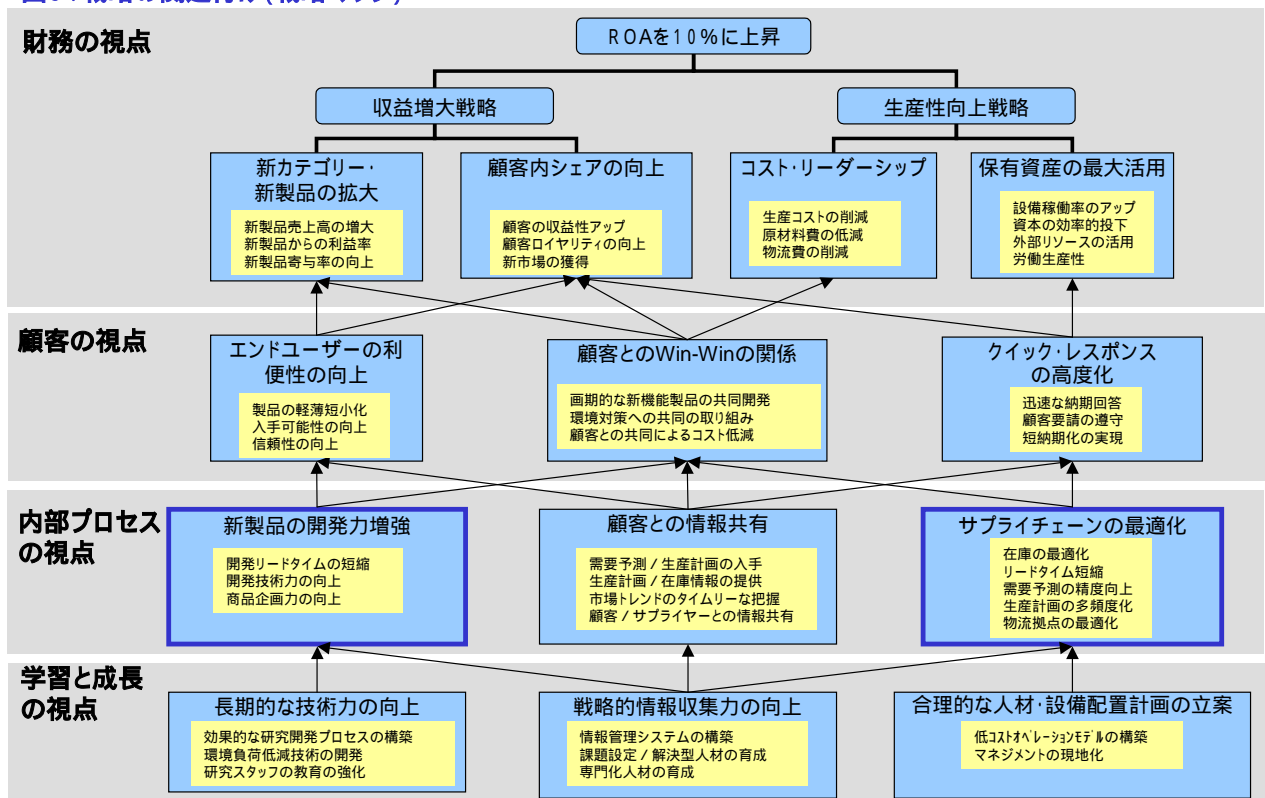 財務の視点
ROAを10%に上昇
収益増大戦略
生産性向上戦略
新カテゴリー・
新製品の拡大
新製品売上高の増大
新製品からの利益率
新製品寄与率の向上
顧客内シェアの向上
顧客の収益性アップ
顧客ロイヤリティの向上
新市場の獲得
コスト・リーダーシップ
生産コストの削減
原材料費の低減
物流費の削減
保有資産の最大活用
設備稼働率のアップ
資本の効率的投下
外部リソースの活用
労働生産性
顧客の視点
エンドユーザーの利
便性の向上
製品の軽薄短小化
入手可能性の向上
信頼性の向上
顧客とのWin-Winの関係
画期的な新機能製品の共同開発
環境対策への共同の取り組み
顧客との共同によるコスト低減
クイック・レスポンス
の高度化
迅速な納期回答
顧客要請の遵守
短納期化の実現
内部プロセス
の視点
新製品の開発力増強
開発リードタイムの短縮
開発技術力の向上
商品企画力の向上
顧客との情報共有
需要予測/生産計画の入手
生産計画/在庫情報の提供
市場トレンドのタイムリーな把握
顧客/サプライヤーとの情報共有
サプライチェーンの最適化
在庫の最適化
リードタイム短縮
需要予測の精度向上
生産計画の多頻度化
物流拠点の最適化
学習と成長
の視点
長期的な技術力の向上
効果的な研究開発プロセスの構築
環境負荷低減技術の開発
研究スタッフの教育の強化
戦略的情報収集力の向上
情報管理システムの構築
課題設定/解決型人材の育成
専門化人材の育成
合理的な人材・設備配置計画の立案
低コストオペレーションモデルの構築
マネジメントの現地化